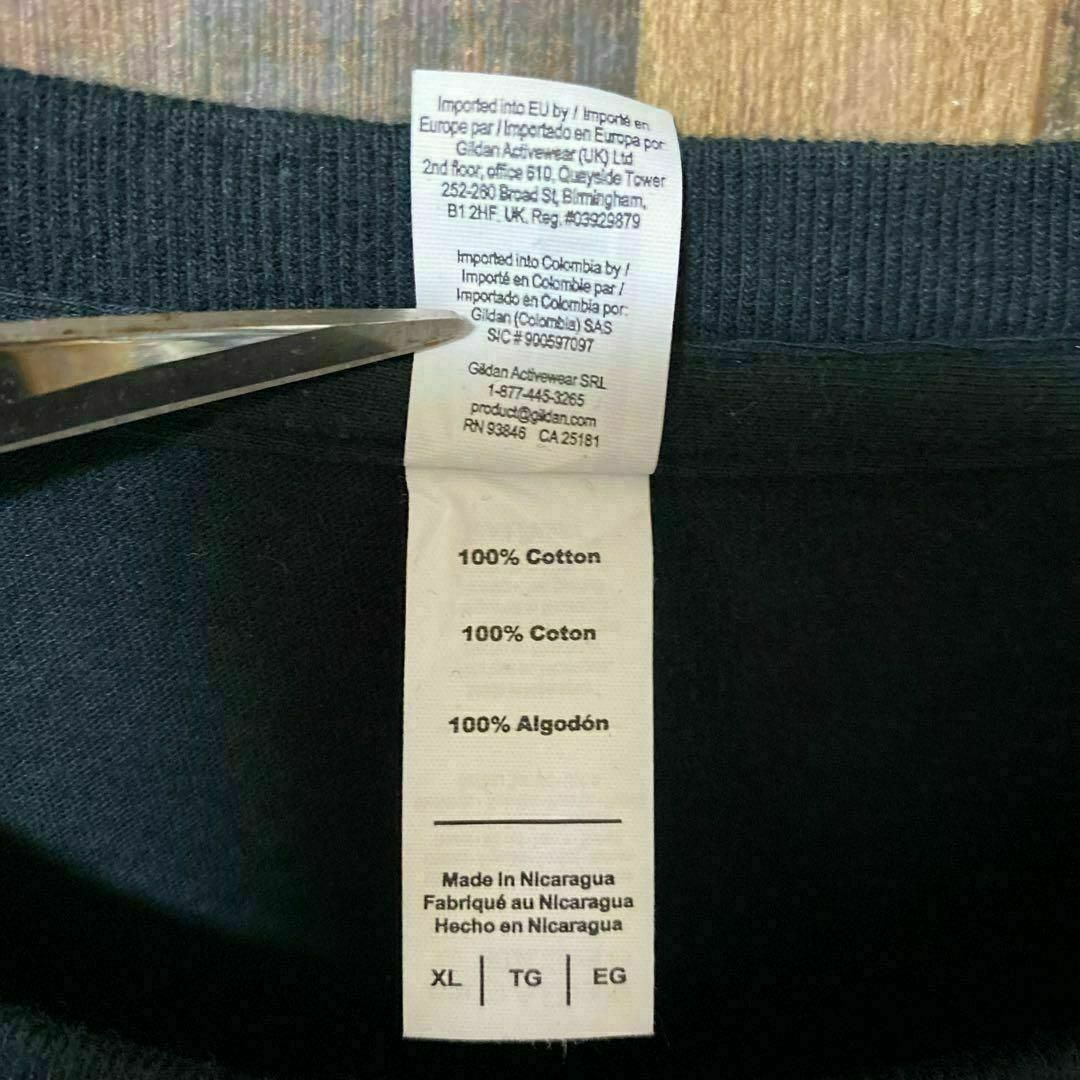 Imported into EU by / Importé en
Europe par / Importado en Europa por
Gildan Activewear (UK) Ltd
2nd floor, office 610, Quayside Tower
252-260 Broad St, Birmingham,
B1 2HF. UK. Reg. #03929879
Imported into Colombia by /
Importé en Colombie par /
Importado en Colombia por:
Gildan (Colombia) SAS
SIC # 900597097
Gildan Activewear SRL
1-877-445-3265
product@gildan.com
RN 93846 CA 25181
100% Cotton
100% Coton
100% Algodón
Made in Nicaragua
Fabriqué au Nicaragua
Hecho en Nicaragua
XL | TG | EG